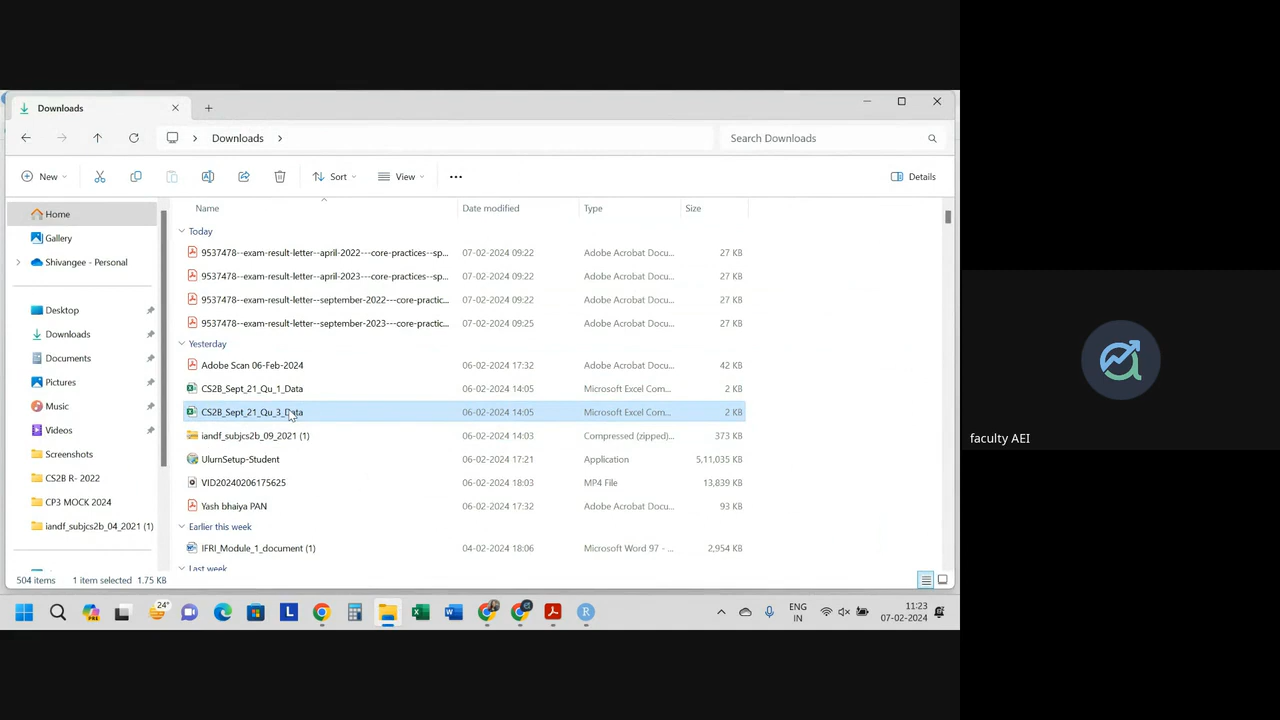 Downloads
Downloads
Search Downloads
New
Sort
View
Details
Home
Gallery
Shivangee - Personal
Desktop
Downloads
Documents
Pictures
Music
Videos
Screenshots
CS2B R- 2022
CP3 MOCK 2024
iandf_subjcs2b_04_2021 (1)
Name Date modified Type Size
Today
9537478--exam-result-letter--april-2022---core-practices--sp... 07-02-2024 09:22 Adobe Acrobat Docu... 27 KB
9537478--exam-result-letter--april-2023---core-practices--sp... 07-02-2024 09:22 Adobe Acrobat Docu... 27 KB
9537478--exam-result-letter--september-2022---core-practic... 07-02-2024 09:22 Adobe Acrobat Docu... 27 KB
9537478--exam-result-letter--september-2023---core-practic... 07-02-2024 09:25 Adobe Acrobat Docu... 27 KB
Yesterday
Adobe Scan 06-Feb-2024 06-02-2024 17:32 Adobe Acrobat Docu... 42 KB
CS2B_Sept_21_Qu_1_Data 06-02-2024 14:05 Microsoft Excel Com... 2 KB
CS2B_Sept_21_Qu_3_Data 06-02-2024 14:05 Microsoft Excel Com... 2 KB
iandf_subjcs2b_09_2021 (1) 06-02-2024 14:03 Compressed (zipped)... 373 KB
UlumSetup-Student 06-02-2024 17:21 Application 5,11,035 KB
VID20240206175625 06-02-2024 18:03 MP4 File 13,839 KB
Yash bhaiya PAN 06-02-2024 17:32 Adobe Acrobat Docu... 93 KB
Earlier this week
IFRI_Module_1_document (1) 04-02-2024 18:06 Microsoft Word 97 - ... 2,954 KB
Last week
504 items 1 item selected 1.75 KB
24°
PRE
L
R
ENG
IN
11:23
07-02-2024
faculty AEI